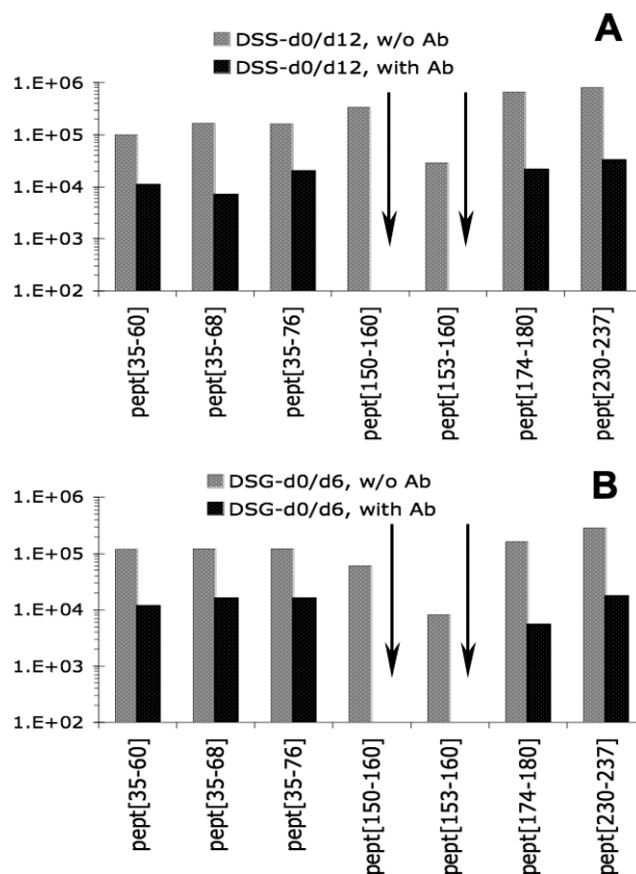 A
DSS-d0/d12, w/o Ab
DSS-d0/d12, with Ab
1.E+06
1.E+05
1.E+04
1.E+03
1.E+02
pept[35-60]
pept[35-68]
pept[35-76]
pept[150-160]
pept[153-160]
pept[174-180]
pept[230-237]
B
DSG-d0/d6, w/o Ab
DSG-d0/d6, with Ab
1.E+06
1.E+05
1.E+04
1.E+03
1.E+02
pept[35-60]
pept[35-68]
pept[35-76]
pept[150-160]
pept[153-160]
pept[174-180]
pept[230-237]